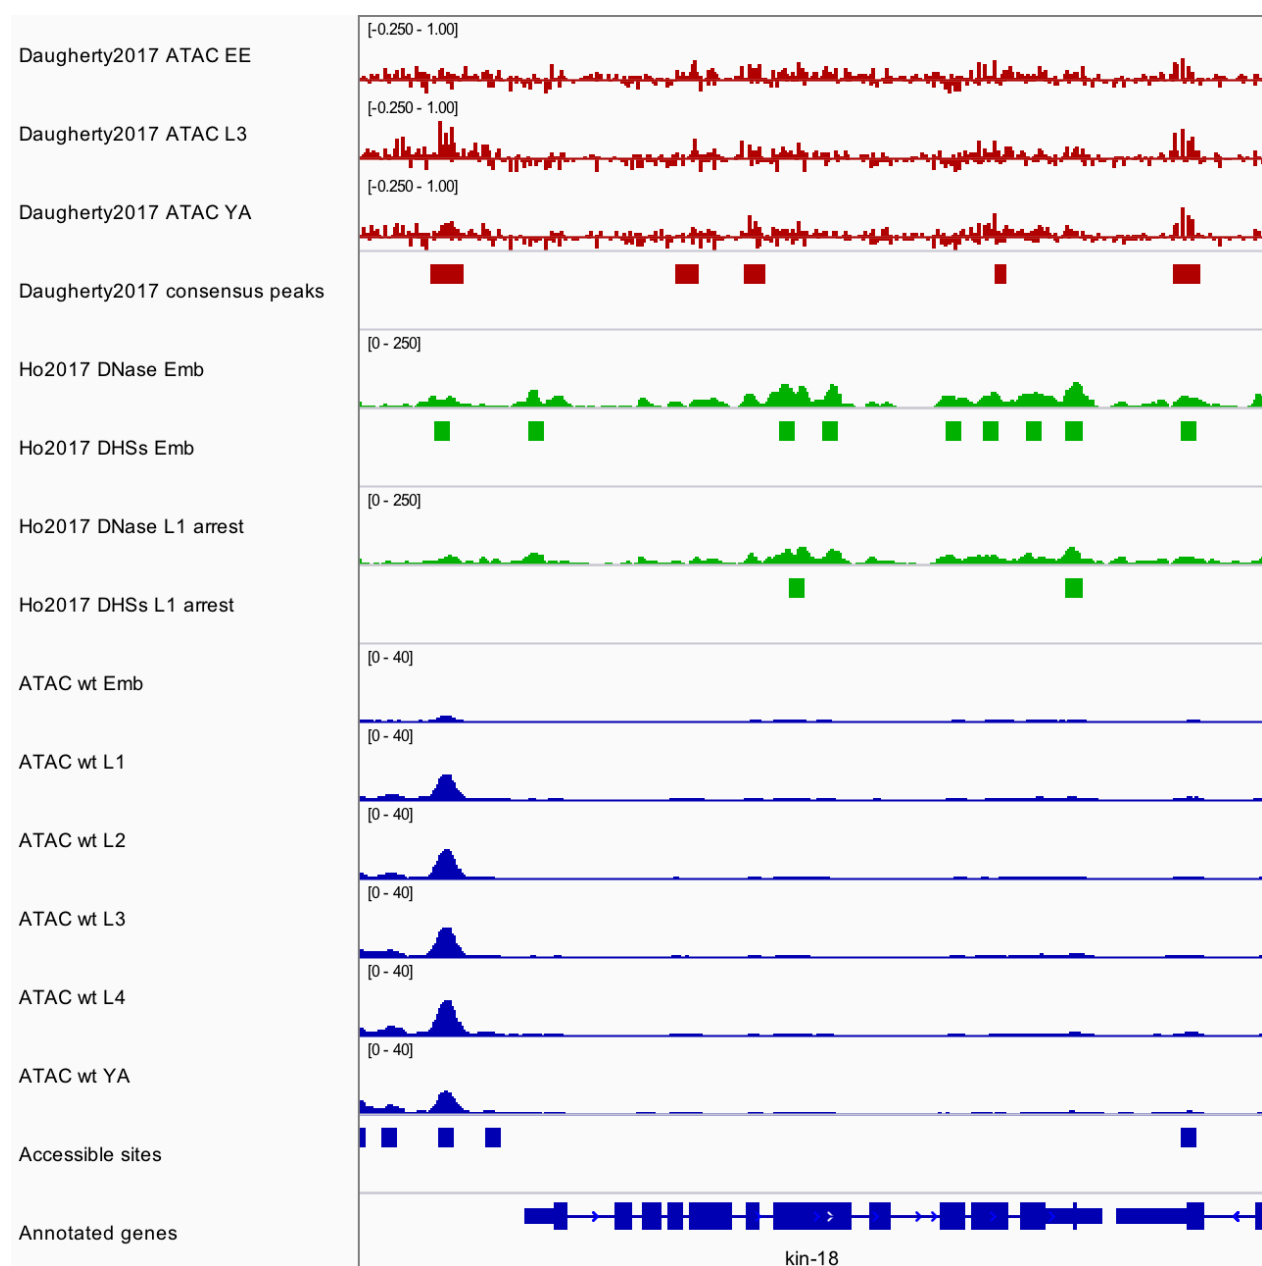 [-0.250 - 1.00]
Daugherty2017 ATAC EE
[-0.250 - 1.00]
Daugherty2017 ATAC L3
[-0.250 - 1.00]
Daugherty2017 ATAC YA
Daugherty2017 consensus peaks
[0 - 250]
Ho2017 DNase Emb
Ho2017 DHSs Emb
[0 - 250]
Ho2017 DNase L1 arrest
Ho2017 DHSs L1 arrest
[0 - 40]
ATAC wt Emb
[0 - 40]
ATAC wt L1
[0 - 40]
ATAC wt L2
[0 - 40]
ATAC wt L3
[0 - 40]
ATAC wt L4
[0 - 40]
ATAC wt YA
Accessible sites
Annotated genes
kin-18